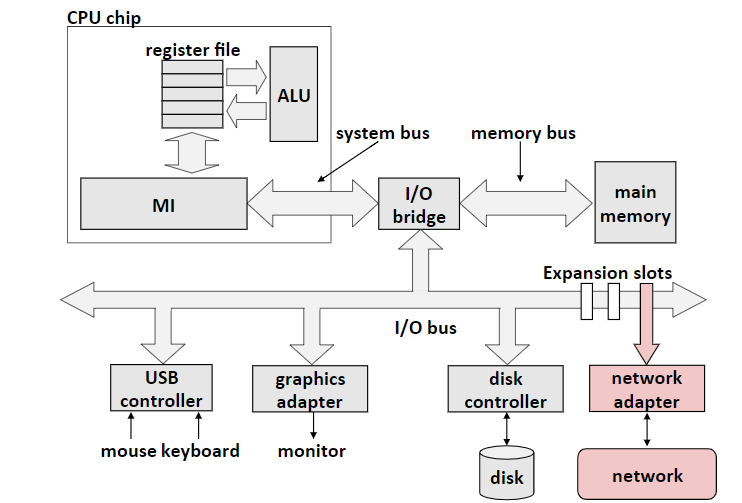 CPU chip
register file
ALU
system bus
memory bus
MI
I/O
bridge
main
memory
Expansion slots
I/O bus
USB
controller
graphics
adapter
disk
controller
network
adapter
mouse keyboard
monitor
disk
network